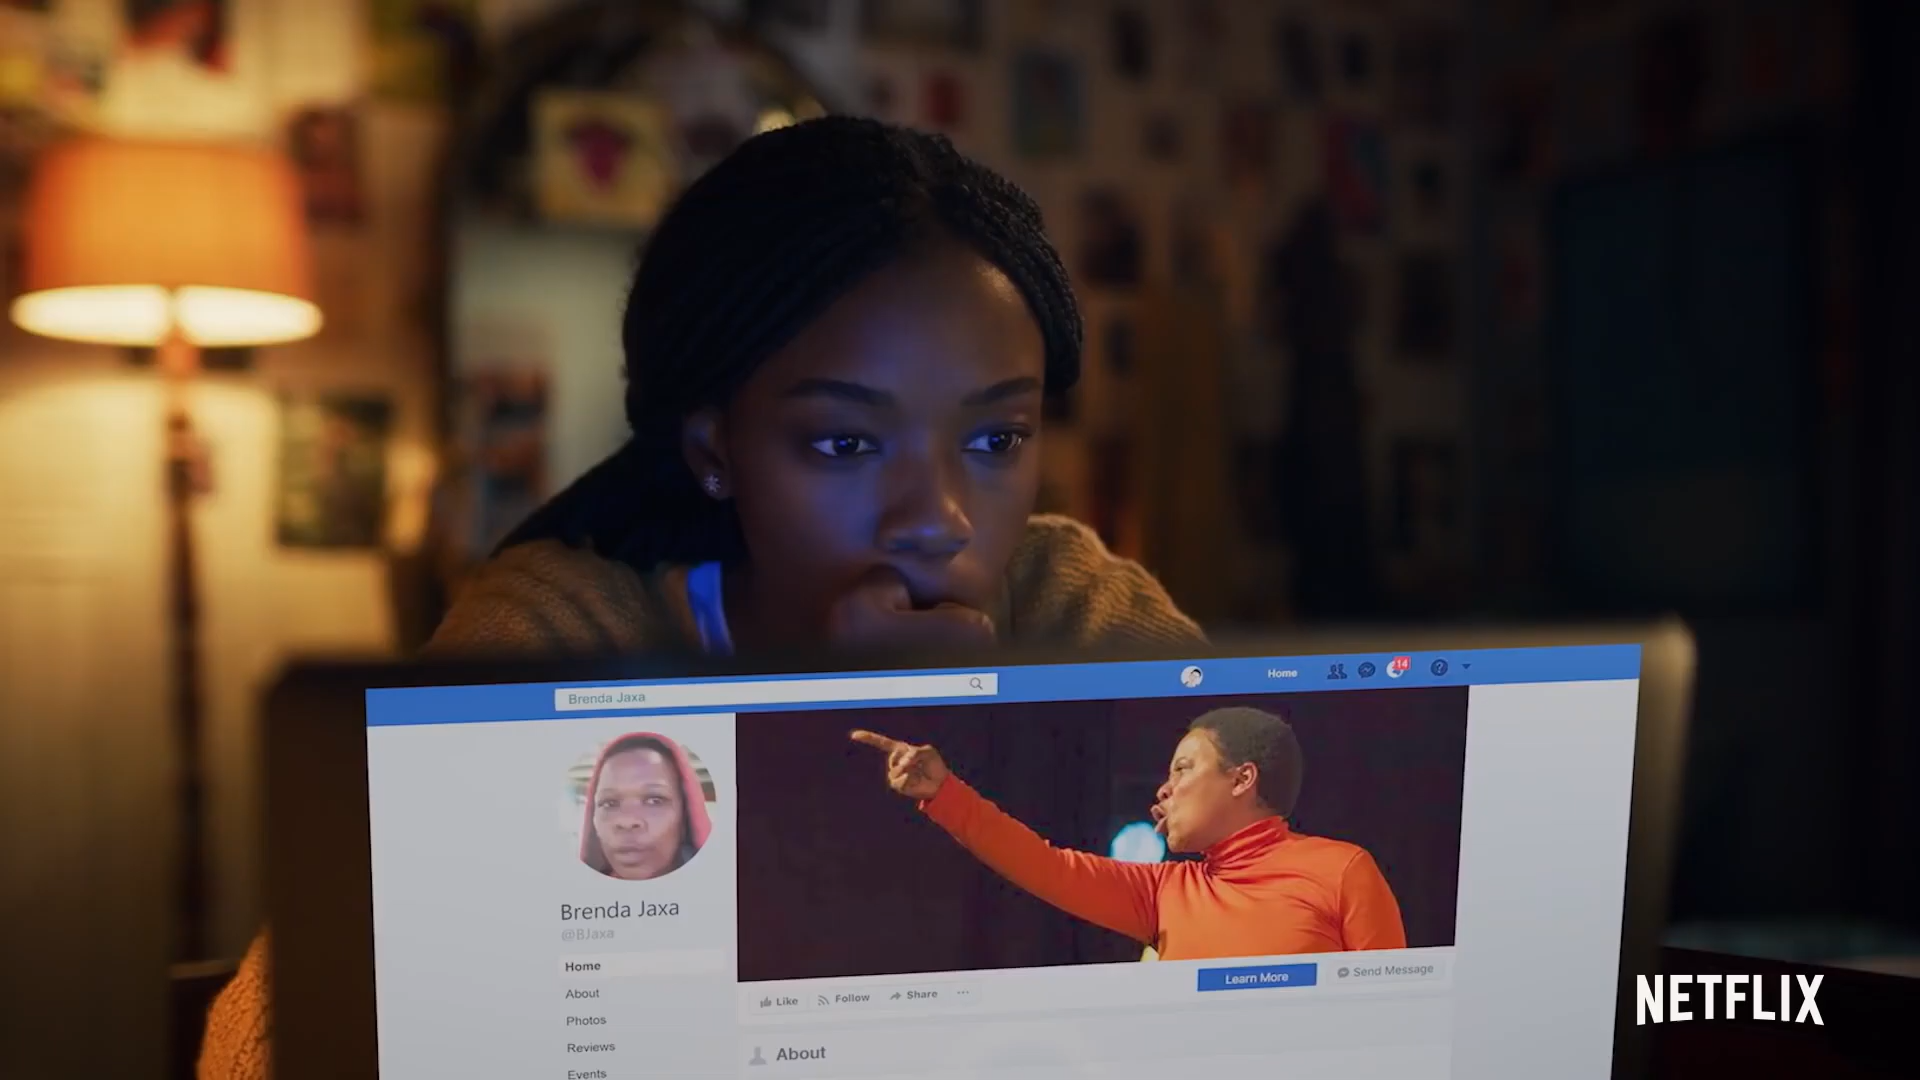 Brenda Jaxa
Home
14
?
Brenda Jaxa
@BJaxa
Home
About
Photos
Reviews
Events
Like
Follow
Share
...
Learn More
Send Message
About
NETFLIX